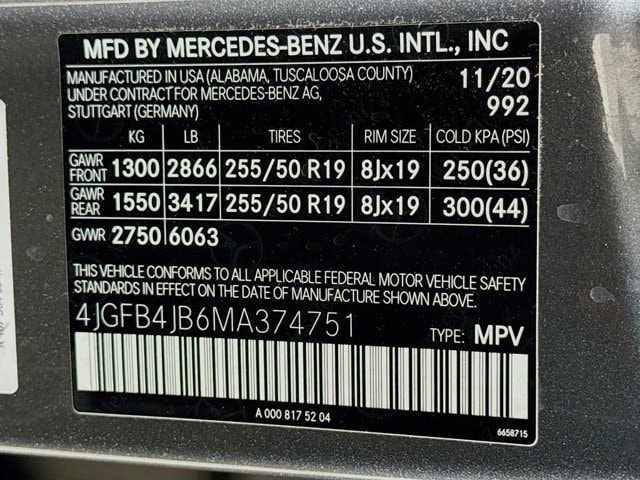 MFD BY MERCEDES-BENZ U.S. INTL., INC
MANUFACTURED IN USA (ALABAMA, TUSCALOOSA COUNTY) 11/20
UNDER CONTRACT FOR MERCEDES-BENZ AG,
STUTTGART (GERMANY) 992
KG LB TIRES RIM SIZE COLD KPA (PSI)
GAWR FRONT 1300 2866 255/50 R19 8Jx19 250(36)
GAWR REAR 1550 3417 255/50 R19 8Jx19 300(44)
GVWR 2750 6063
THIS VEHICLE CONFORMS TO ALL APPLICABLE FEDERAL MOTOR VEHICLE SAFETY
STANDARDS IN EFFECT ON THE DATE OF MANUFACTURE SHOWN ABOVE.
4JGFB4JB6MA374751 TYPE: MPV
A 000 817 52 04
6658715